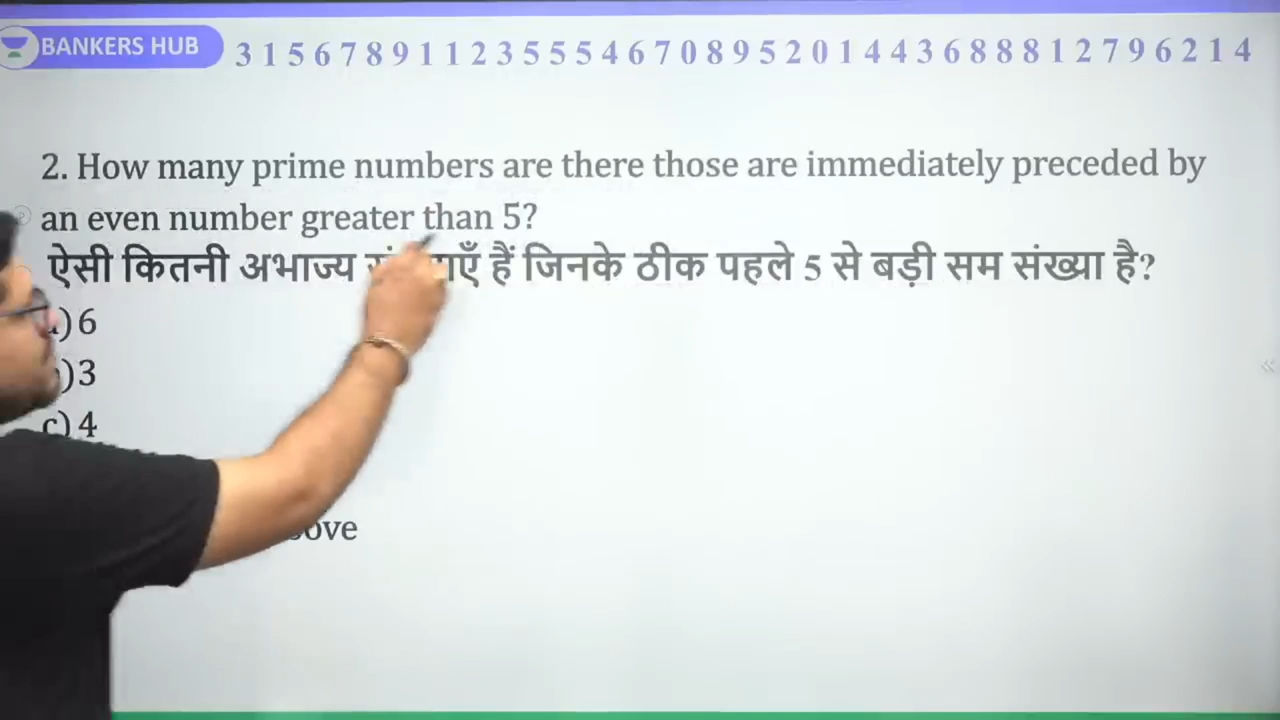 BANKERS HUB
3 1 5 6 7 8 9 1 1 2 3 5 5 5 4 6 7 0 8 9 5 2 0 1 4 4 3 6 8 8 8 1 2 7 9 6 2 1 4
2. How many prime numbers are there those are immediately preceded by
an even number greater than 5?
ऐसी कितनी अभाज्य हैं जिनके ठीक पहले 5 से बड़ी सम संख्या है?
)6
)3
c) 4